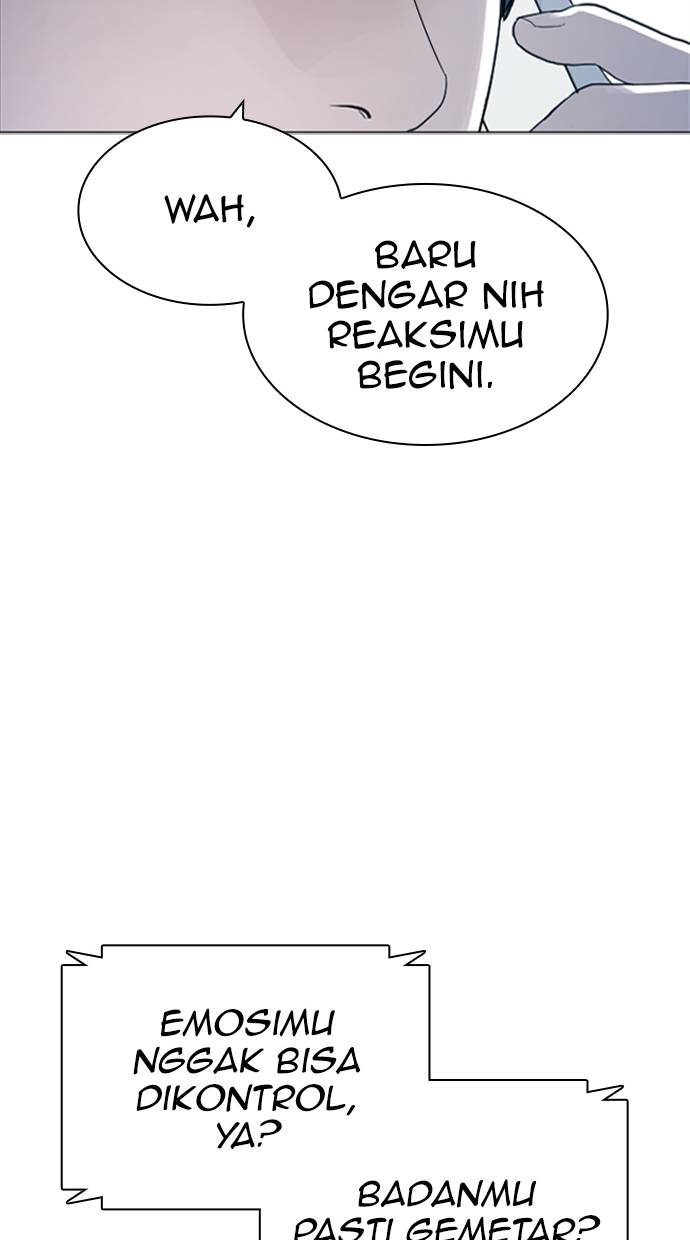 WAH,
BARU
DENGAR NIH
REAKSIMU
BEGINI.
EMOSIMU
NGGAK BISA
DIKONTROL,
YA?
BADANMU
PASTI GEMETAR?